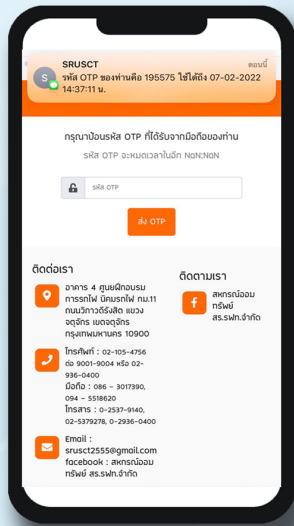 SRUSCT ตอนนี้
S รหัส OTP ของท่านคือ 195575 ใช้ได้ถึง 07-02-2022
14:37:11 น.
กรุณาป้อนรหัส OTP ที่ได้รับจากมือถือของท่าน
รหัส OTP จะหมดเวลาในอีก NaN:NaN
รหัส OTP
ส่ง OTP
ติดต่อเรา
อาคาร 4 ศูนย์ฝึกอบรม
การรถไฟ นิคมรถไฟ กม.11
ถนนวิภาวดีรังสิต แขวง
จตุจักร เขตจตุจักร
กรุงเทพมหานคร 10900
โทรศัพท์ : 02-105-4756
ต่อ 9001-9004 หรือ 02-
936-0400
มือถือ : 086 – 3017390,
094 – 5518620
โทรสาร : 0-2537-9140,
02-5379278, 0-2936-0400
Email :
srusct2555@gmail.com
facebook : สหกรณ์ออม
ทรัพย์ สร.รฟท.จำกัด
ติดตามเรา
สหกรณ์ออม
ทรัพย์
สร.รฟท.จำกัด